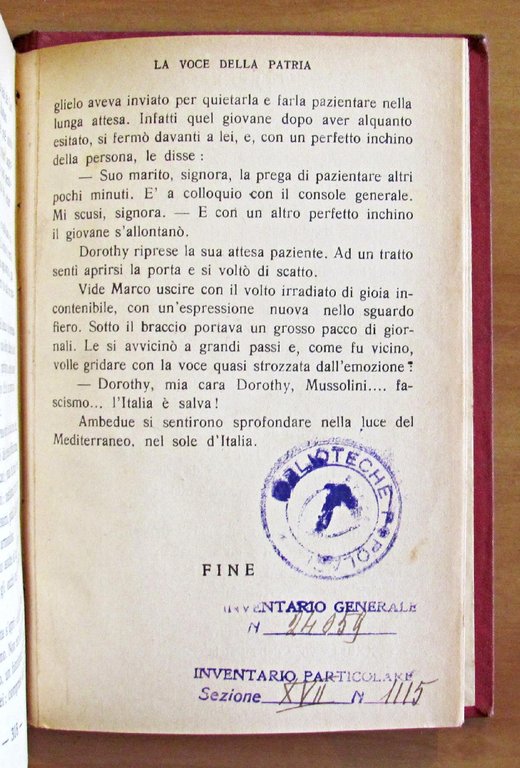 LA VOCE DELLA PATRIA
glielo aveva inviato per quietarla e farla pazientare nella
lunga attesa. Infatti quel giovane dopo aver alquanto
esitato, si fermò davanti a lei, e, con un perfetto inchino
della persona, le disse :
— Suo marito, signora, la prega di pazientare altri
pochi minuti. E' a colloquio con il console generale.
Mi scusi, signora. — E con un altro perfetto inchino
il giovane s'allontanò.
Dorothy riprese la sua attesa paziente. Ad un tratto
sentì aprirsi la porta e si voltò di scatto.
Vide Marco uscire con il volto irradiato di gioia in-
contenibile, con un'espressione nuova nello sguardo
fiero. Sotto il braccio portava un grosso pacco di gior-
nali. Le si avvicinò a grandi passi e, come fu vicino,
volle gridare con la voce quasi strozzata dall'emozione :
— Dorothy, mia cara Dorothy, Mussolini.... fa-
scismo... l'Italia è salva !
Ambedue si sentirono sprofondare nella luce del
Mediterraneo, nel sole d'Italia.
BIBLIOTECHE POPOLARI
FINE
INVENTARIO GENERALE
N 24059
INVENTARIO PARTICOLARE
Sezione XVII N 1115